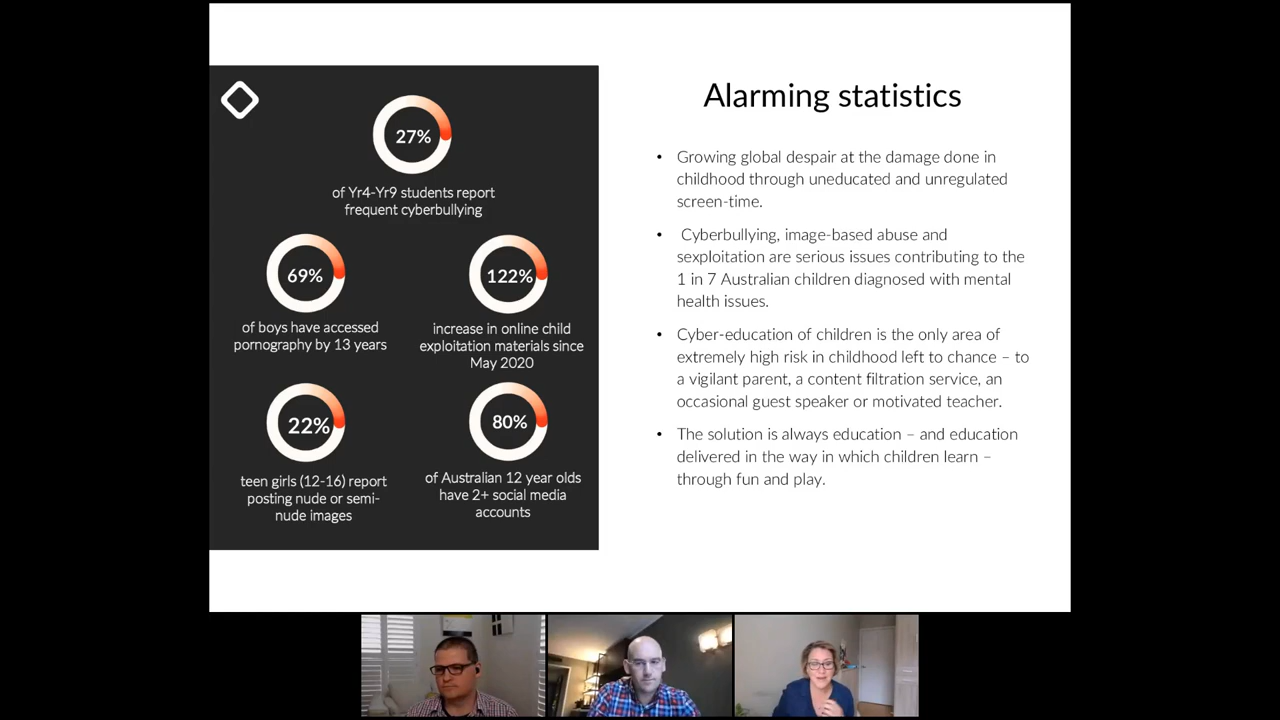 27%
of Yr4-Yr9 students report
frequent cyberbullying
69%
of boys have accessed
pornography by 13 years
122%
increase in online child
exploitation materials since
May 2020
22%
teen girls (12-16) report
posting nude or semi-
nude images
80%
of Australian 12 year olds
have 2+ social media
accounts
Alarming statistics
• Growing global despair at the damage done in
childhood through uneducated and unregulated
screen-time.
• Cyberbullying, image-based abuse and
sexploitation are serious issues contributing to the
1 in 7 Australian children diagnosed with mental
health issues.
• Cyber-education of children is the only area of
extremely high risk in childhood left to chance – to
a vigilant parent, a content filtration service, an
occasional guest speaker or motivated teacher.
• The solution is always education – and education
delivered in the way in which children learn –
through fun and play.